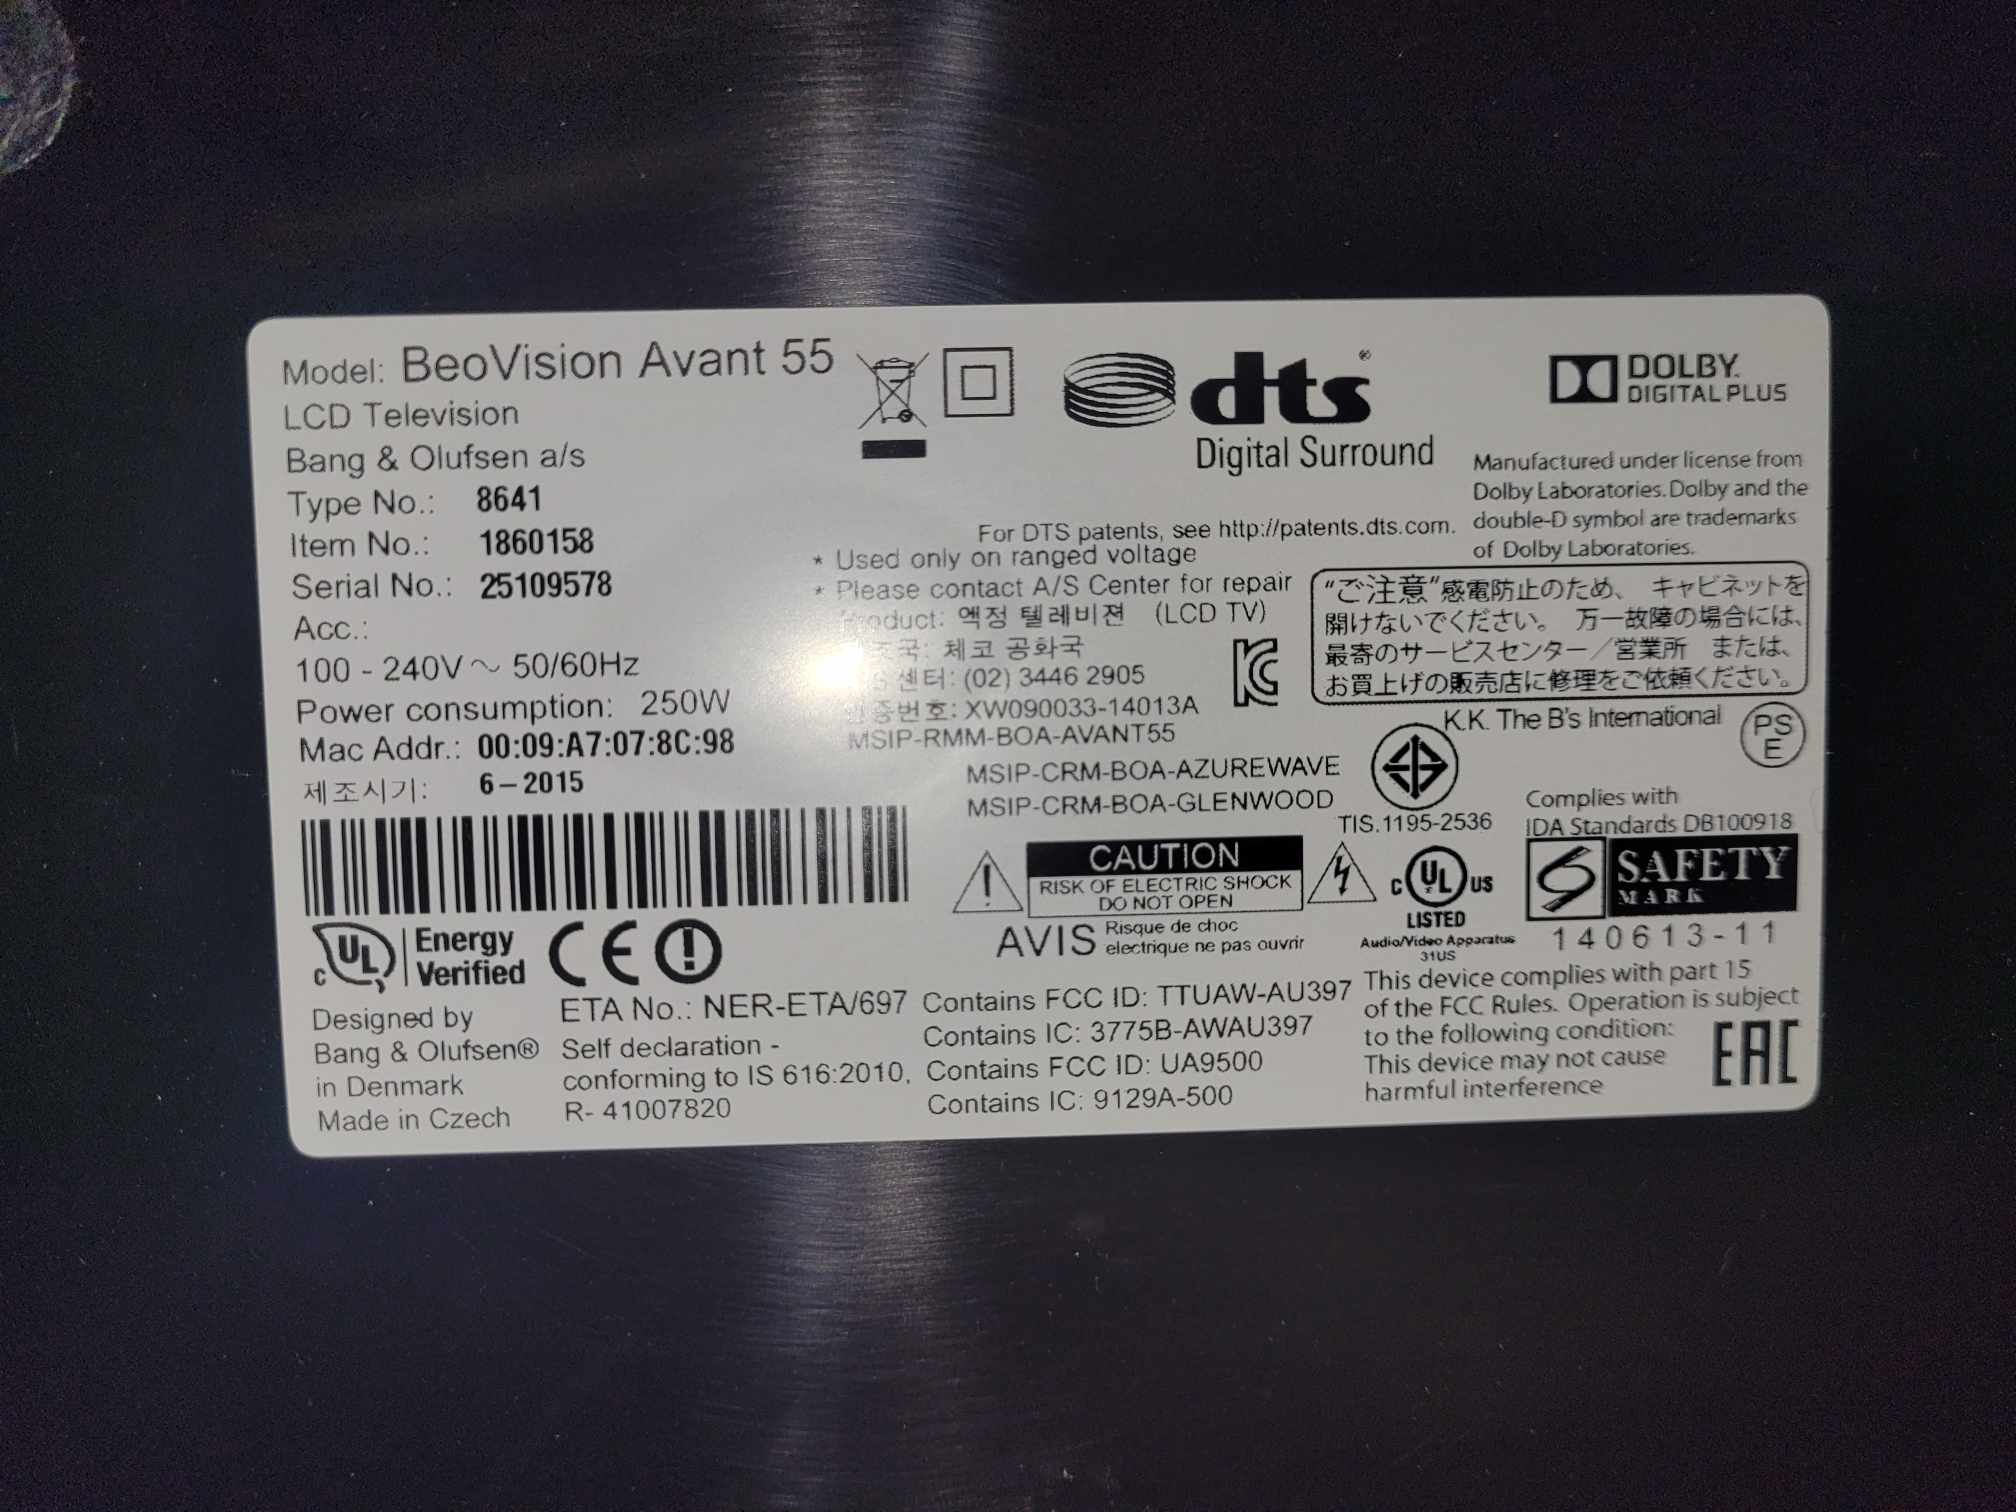 Model: BeoVision Avant 55
LCD Television
Bang & Olufsen a/s
Type No.: 8641
Item No.: 1860158
Serial No.: 25109578
Acc.:
100 - 240V ~ 50/60Hz
Power consumption: 250W
Mac Addr.: 00:09:A7:07:8C:98
제조시기: 6-2015
dts®
Digital Surround
DOLBY
DIGITAL PLUS
Manufactured under license from
Dolby Laboratories. Dolby and the
double-D symbol are trademarks
of Dolby Laboratories.
For DTS patents, see http://patents.dts.com.
* Used only on ranged voltage
* Please contact A/S Center for repair
Product: 액정 텔레비젼 (LCD TV)
체코 공화국
센터: (02) 3446 2905
XW090033-14013A
MSIP-RMM-BOA-AVANT55
MSIP-CRM-BOA-AZUREWAVE
MSIP-CRM-BOA-GLENWOOD
"ご注意"感電防止のため、 キャビネットを
開けないでください。 万一故障の場合には、
最寄のサービスセンター／営業所 または、
お買上げの販売店に修理をご依頼ください。
K.K. The B's International
PS
E
TIS.1195-2536
Complies with
IDA Standards DB100918
SAFETY
MARK
140613-11
CAUTION
RISK OF ELECTRIC SHOCK
DO NOT OPEN
AVIS Risque de choc
electrique ne pas ouvrir
c UL US
LISTED
Audio/Video Apparatus
31US
c UL Energy
Verified
CE
Designed by
Bang & Olufsen®
in Denmark
Made in Czech
ETA No.: NER-ETA/697
Self declaration -
conforming to IS 616:2010,
R- 41007820
Contains FCC ID: TTUAW-AU397
Contains IC: 3775B-AWAU397
Contains FCC ID: UA9500
Contains IC: 9129A-500
This device complies with part 15
of the FCC Rules. Operation is subject
to the following condition:
This device may not cause
harmful interference
EAC